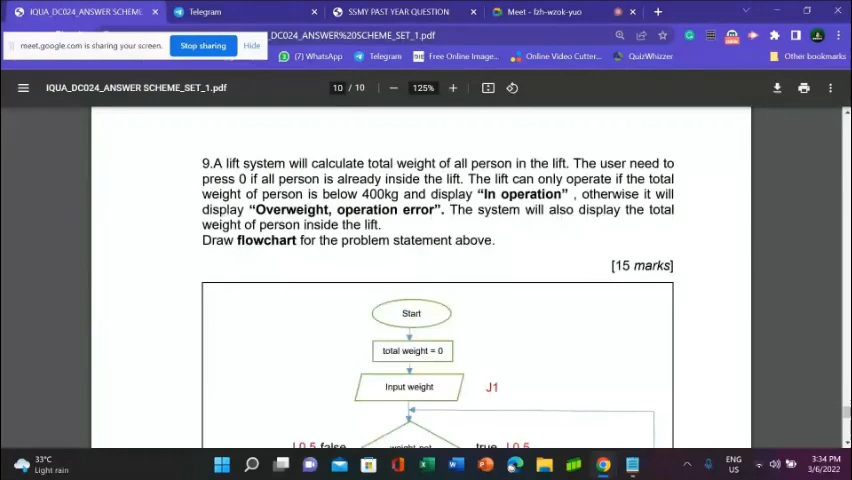 IQUA_DC024_ANSWER SCHEME
Telegram
SSMY PAST YEAR QUESTION
Meet - fzh-wzok-yuo
meet.google.com is sharing your screen.
Stop sharing
Hide
_DC024_ANSWER%20SCHEME_SET_1.pdf
(7) WhatsApp
Telegram
Free Online Image...
Online Video Cutter...
QuizWhizzer
Other bookmarks
IQUA_DC024_ANSWER SCHEME_SET_1.pdf
10 / 10
125%
9.A lift system will calculate total weight of all person in the lift. The user need to
press 0 if all person is already inside the lift. The lift can only operate if the total
weight of person is below 400kg and display “In operation” , otherwise it will
display “Overweight, operation error”. The system will also display the total
weight of person inside the lift.
Draw flowchart for the problem statement above.
[15 marks]
Start
total weight = 0
Input weight
J1
false
true
33°C
Light rain
ENG
US
3:34 PM
3/6/2022